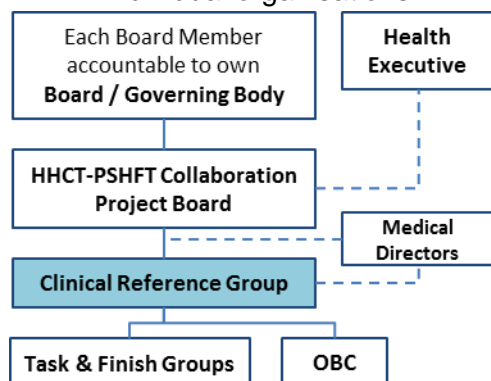 Each Board Member
accountable to own
Board / Governing Body
Health
Executive
HHCT-PSHFT Collaboration
Project Board
Medical
Directors
Clinical Reference Group
Task & Finish Groups
OBC